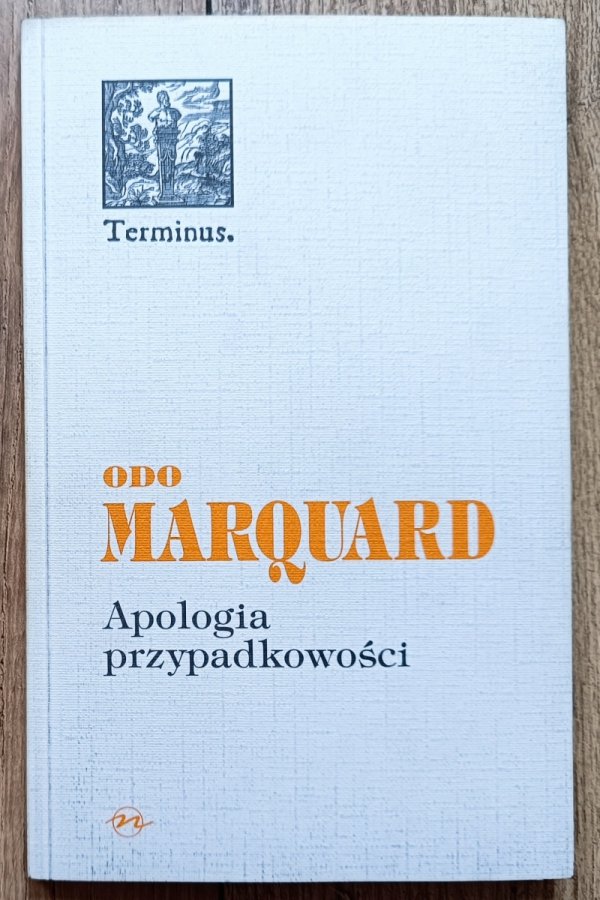 Terminus.
ODO
MARQUARD
Apologia
przypadkowości
n